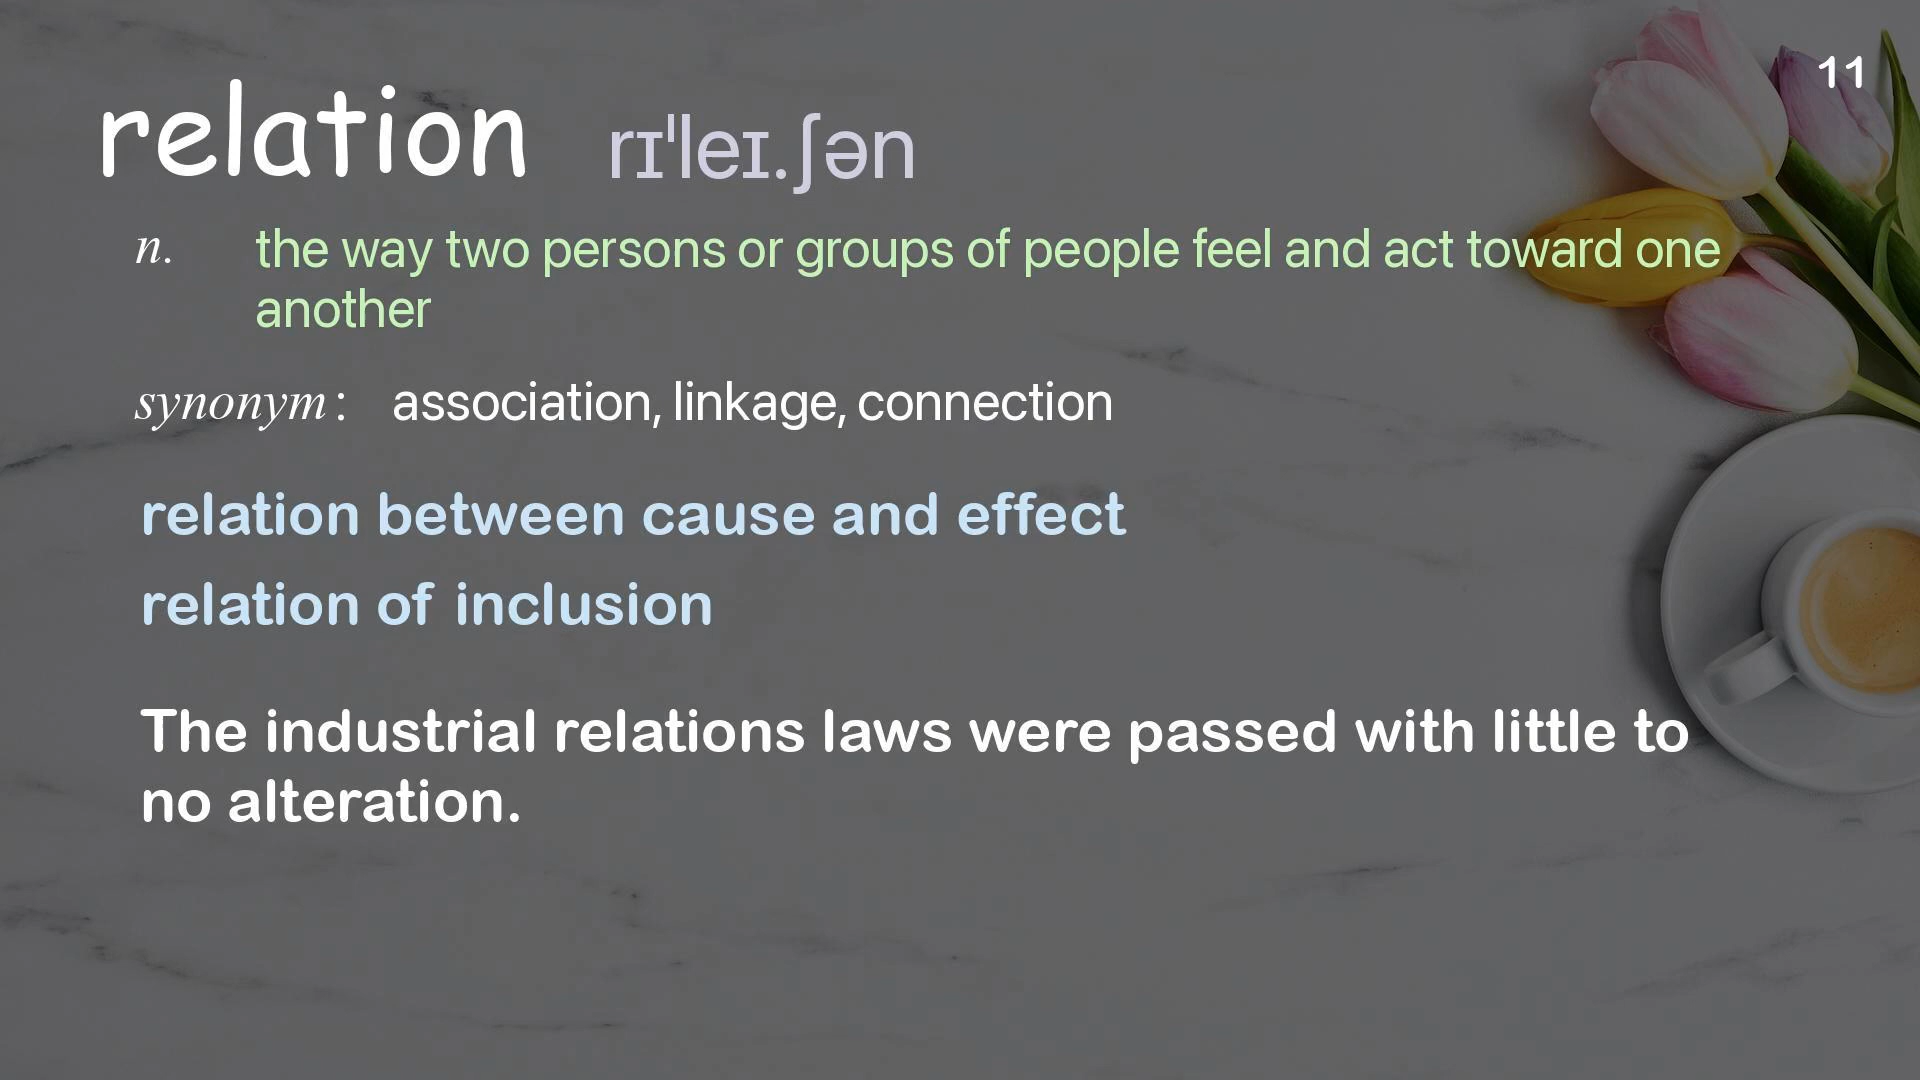 11
relation rɪˈleɪ.ʃən
n. the way two persons or groups of people feel and act toward one
another
synonym: association, linkage, connection
relation between cause and effect
relation of inclusion
The industrial relations laws were passed with little to
no alteration.